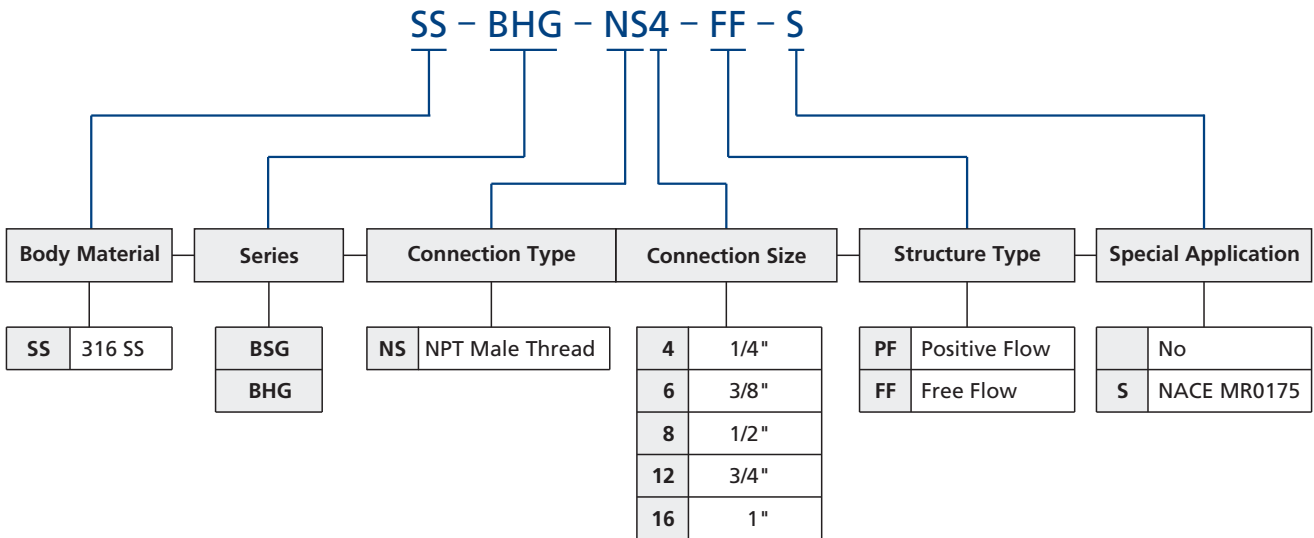 SS – BHG – NS4 – FF – S
Body Material Series Connection Type Connection Size Structure Type Special Application
SS 316 SS BSG NS NPT Male Thread 4 1/4" PF Positive Flow No
BHG 6 3/8" FF Free Flow S NACE MR0175
8 1/2"
12 3/4"
16 1"